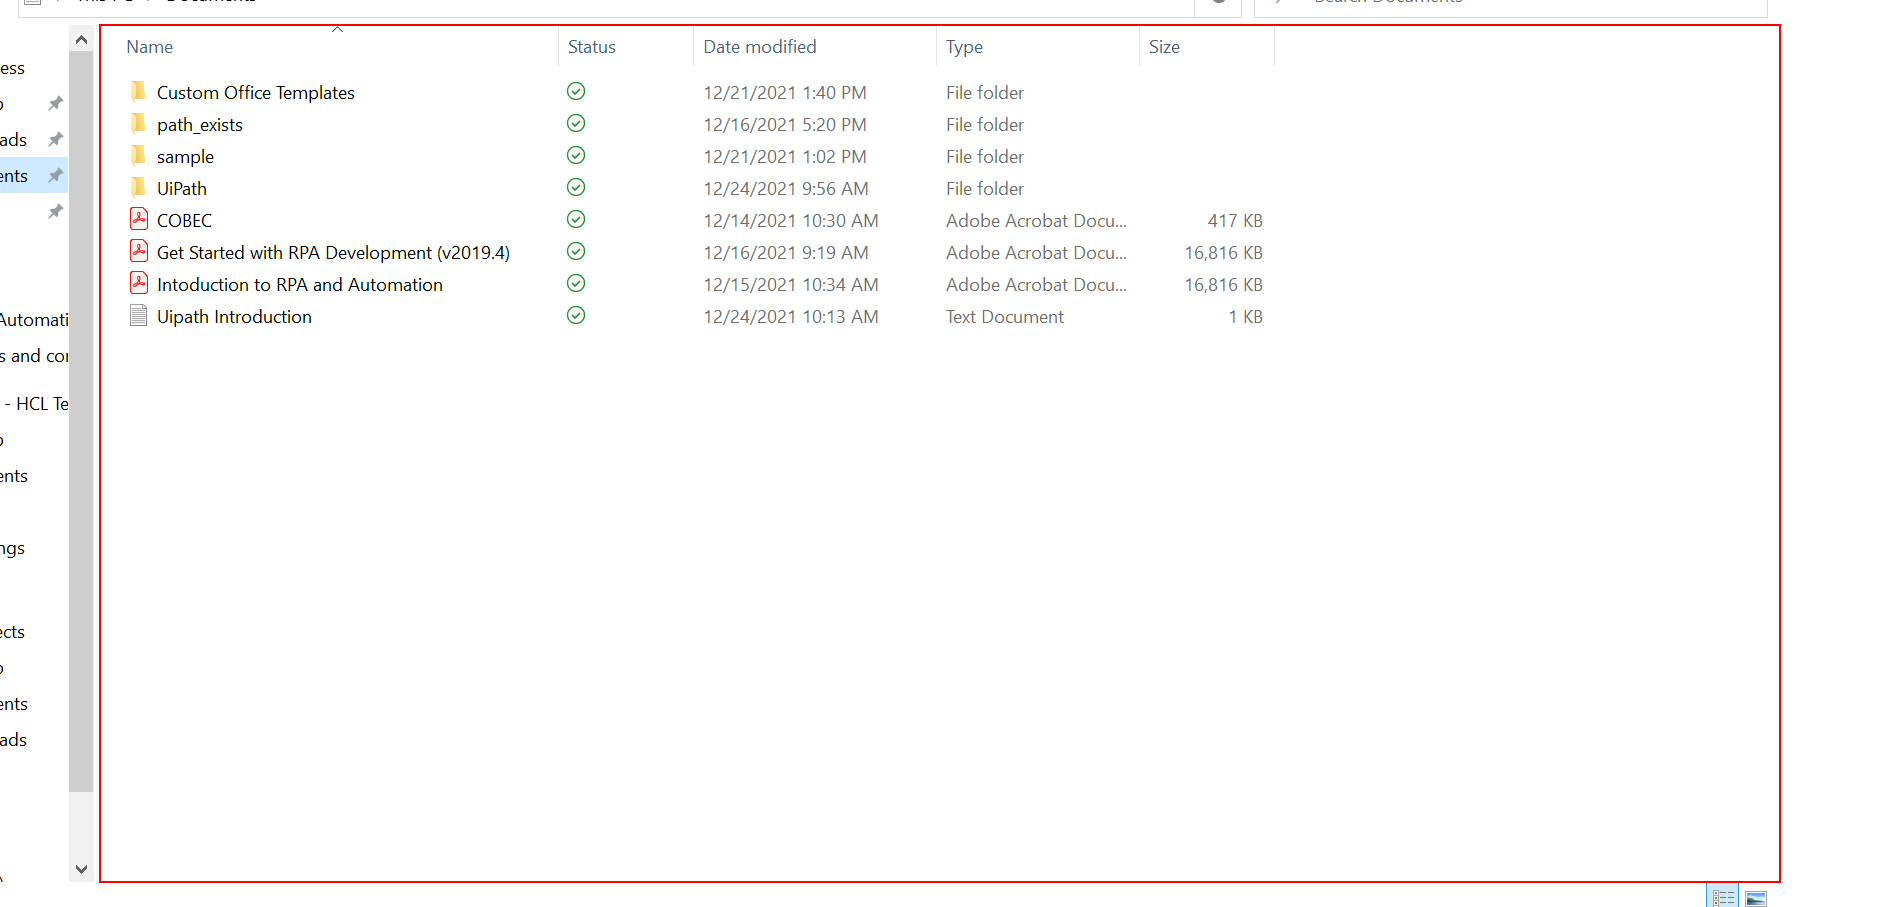 Name Status Date modified Type Size
Custom Office Templates 12/21/2021 1:40 PM File folder
path_exists 12/16/2021 5:20 PM File folder
sample 12/21/2021 1:02 PM File folder
UiPath 12/24/2021 9:56 AM File folder
COBEC 12/14/2021 10:30 AM Adobe Acrobat Docu... 417 KB
Get Started with RPA Development (v2019.4) 12/16/2021 9:19 AM Adobe Acrobat Docu... 16,816 KB
Intoduction to RPA and Automation 12/15/2021 10:34 AM Adobe Acrobat Docu... 16,816 KB
Uipath Introduction 12/24/2021 10:13 AM Text Document 1 KB
ess
ads
ents
Automati
s and cor
- HCL Te
ents
ngs
ects
ents
ads